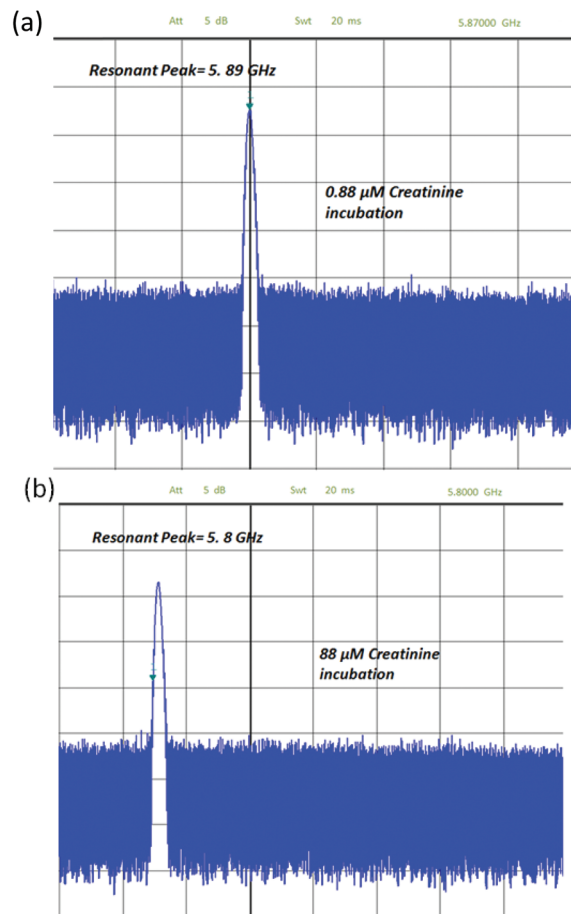 (a)
Att 5 dB Swt 20 ms 5.87000 GHz
Resonant Peak= 5. 89 GHz
0.88 µM Creatinine
incubation
(b)
Att 5 dB Swt 20 ms 5.8000 GHz
Resonant Peak= 5. 8 GHz
88 µM Creatinine
incubation